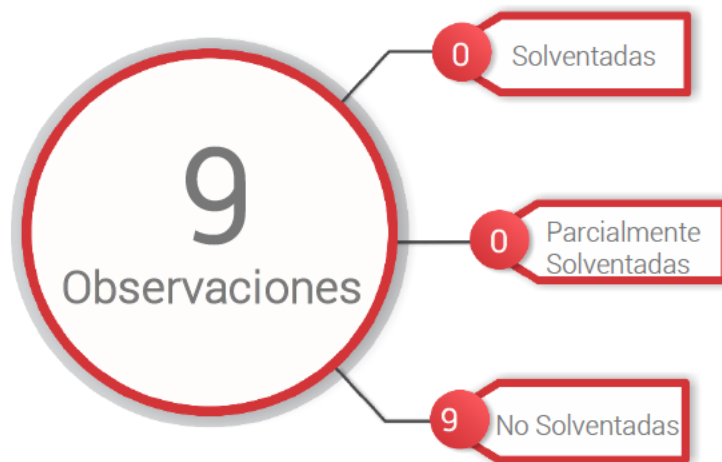 9
Observaciones
0
Solventadas
0
Parcialmente
Solventadas
9
No Solventadas